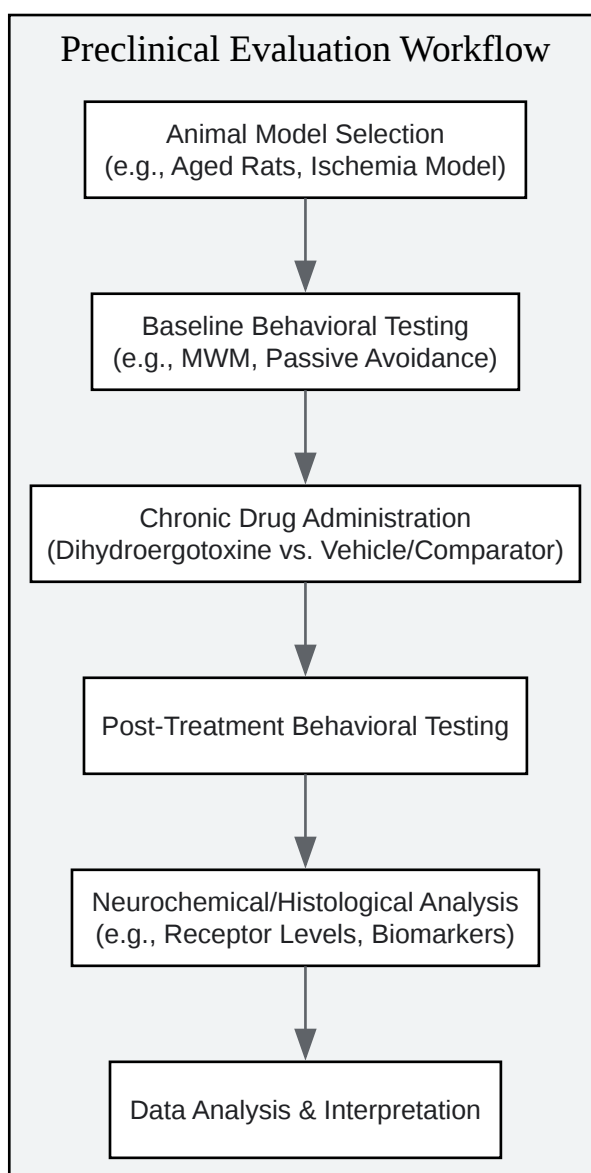 Preclinical Evaluation Workflow
Animal Model Selection
(e.g., Aged Rats, Ischemia Model)
Baseline Behavioral Testing
(e.g., MWM, Passive Avoidance)
Chronic Drug Administration
(Dihydroergotoxine vs. Vehicle/Comparator)
Post-Treatment Behavioral Testing
Neurochemical/Histological Analysis
(e.g., Receptor Levels, Biomarkers)
Data Analysis & Interpretation